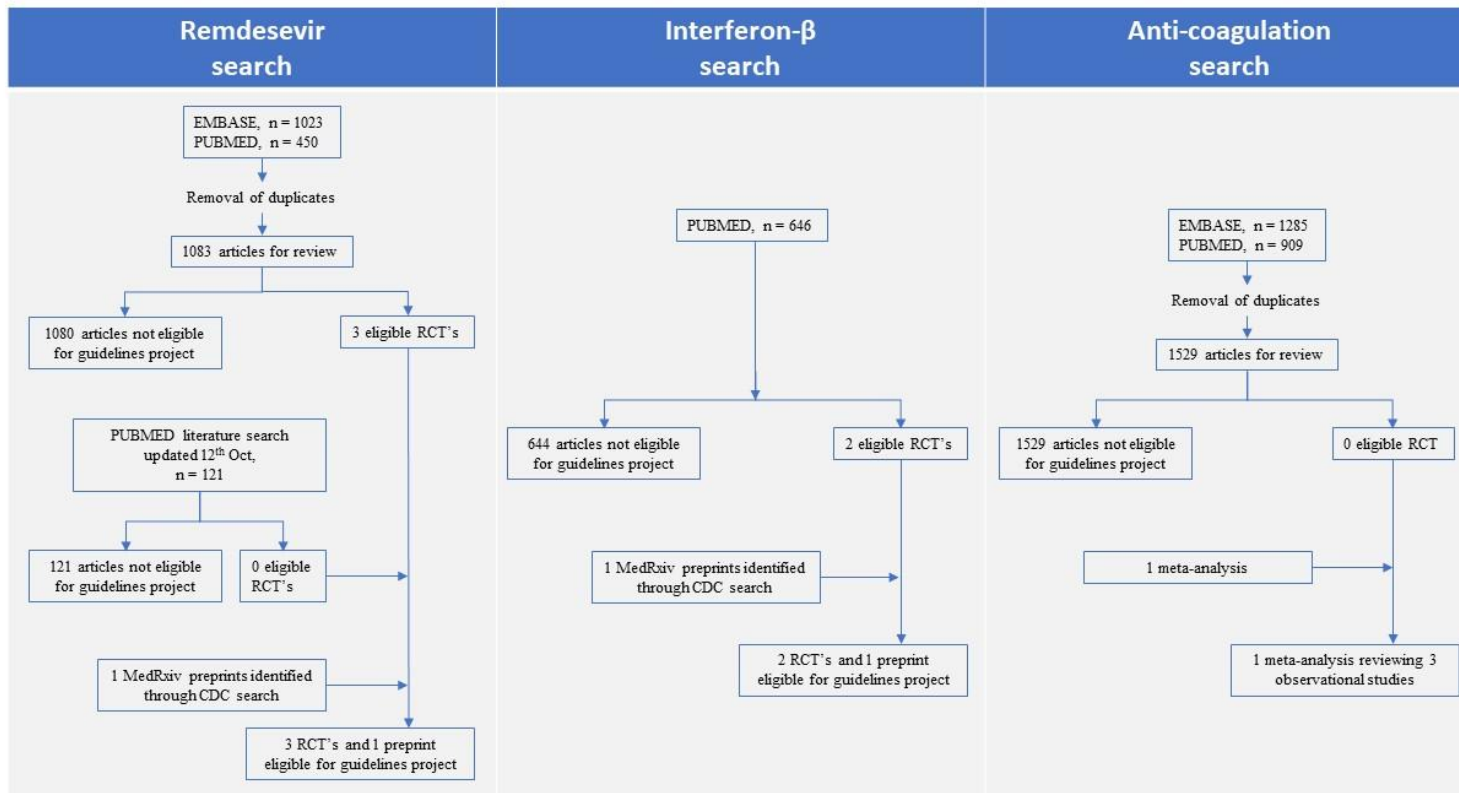 Remdesevir
search
EMBASE, n = 1023
PUBMED, n = 450
Removal of duplicates
1083 articles for review
1080 articles not eligible
for guidelines project
3 eligible RCT's
PUBMED literature search
updated 12th Oct,
n = 121
121 articles not eligible
for guidelines project
0 eligible
RCT's
1 MedRxiv preprints identified
through CDC search
3 RCT's and 1 preprint
eligible for guidelines project
Interferon-β
search
PUBMED, n = 646
644 articles not eligible
for guidelines project
2 eligible RCT's
1 MedRxiv preprints identified
through CDC search
2 RCT's and 1 preprint
eligible for guidelines project
Anti-coagulation
search
EMBASE, n = 1285
PUBMED, n = 909
Removal of duplicates
1529 articles for review
1529 articles not eligible
for guidelines project
0 eligible RCT
1 meta-analysis
1 meta-analysis reviewing 3
observational studies